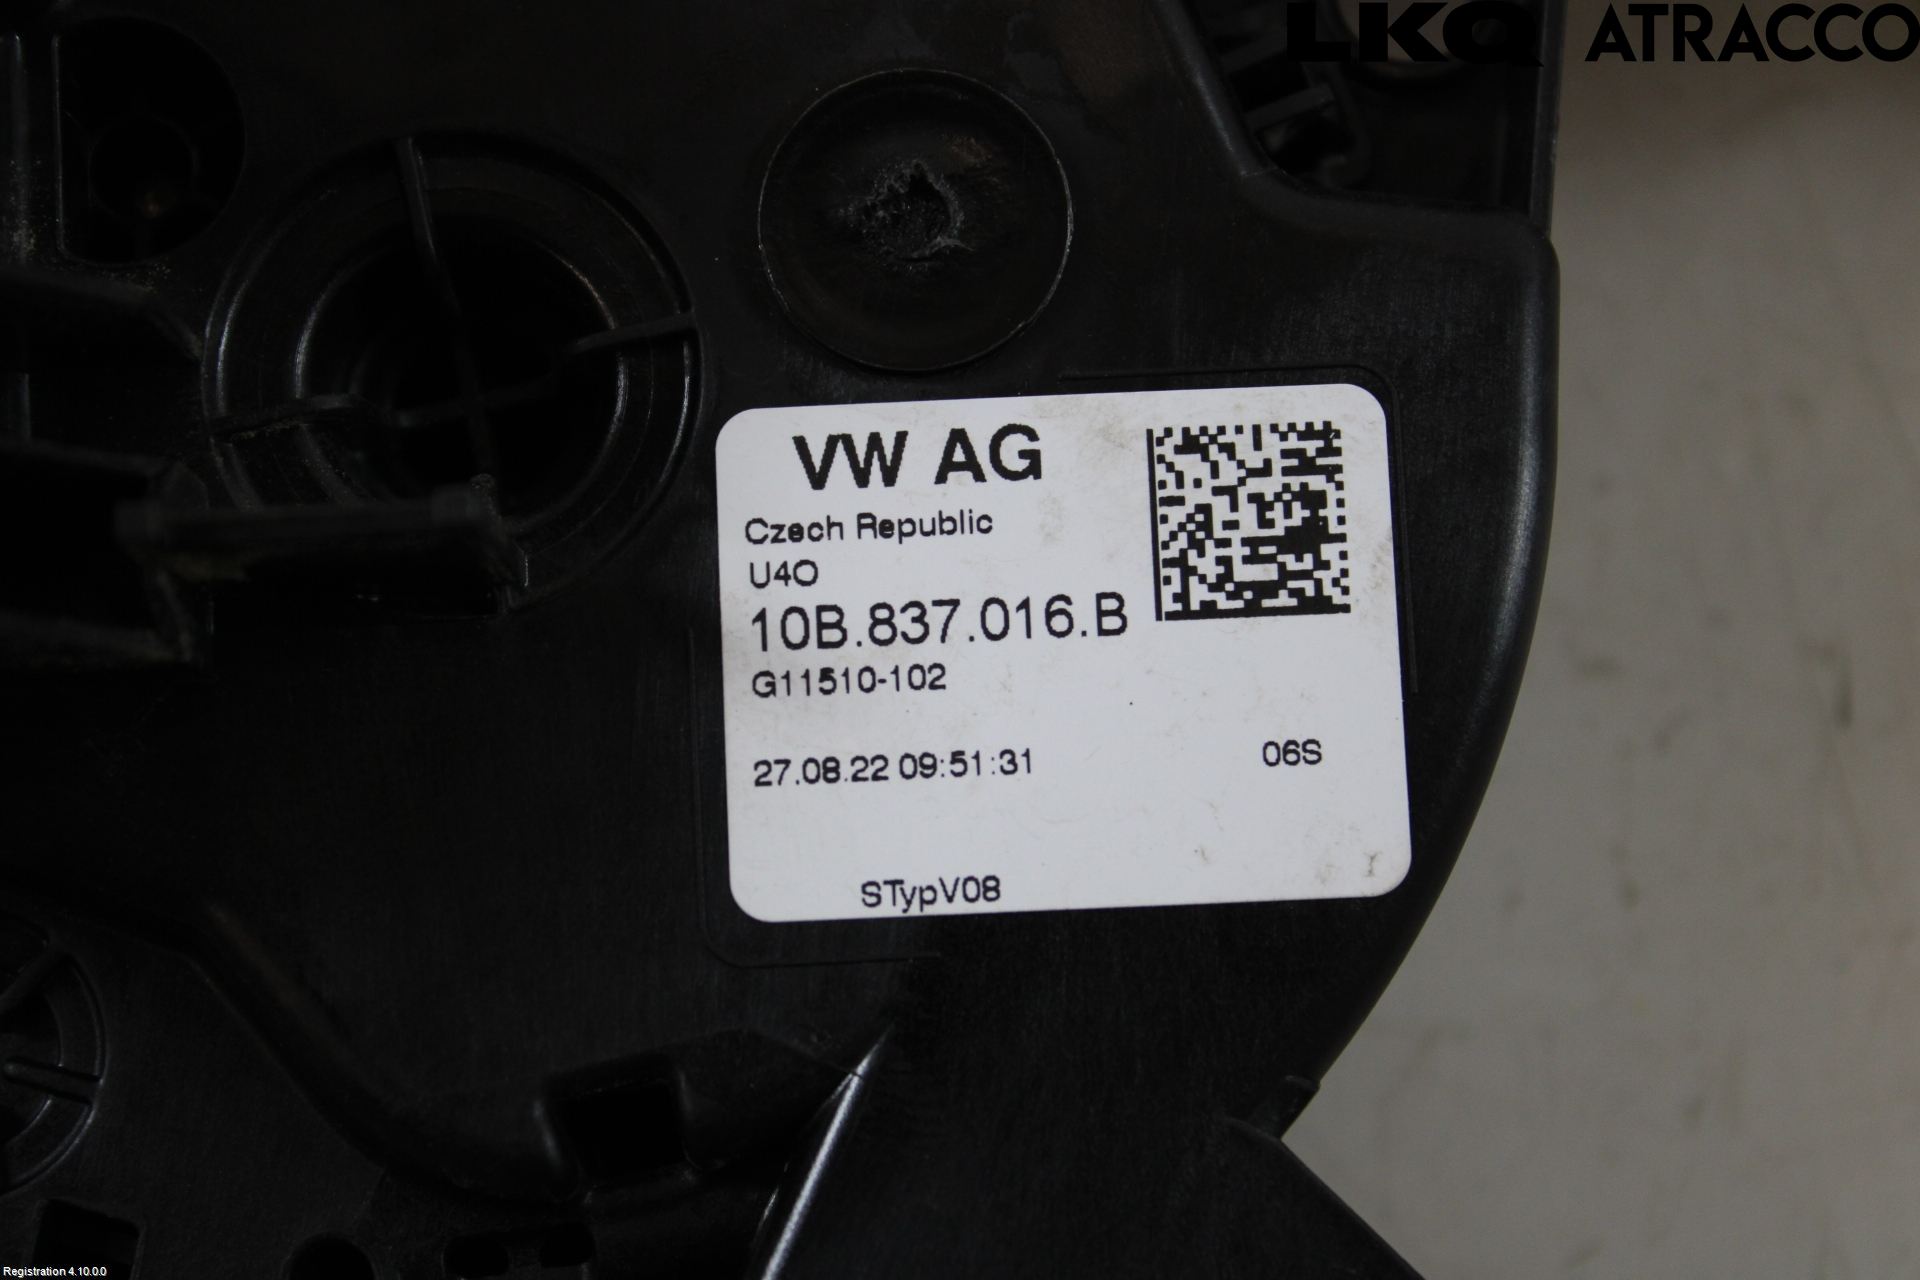 LKQ ATRACCO
VW AG
Czech Republic
U4O
10B.837.016.B
G11510-102
27.08.22 09:51:31
06S
STypV08
Registration 4.10.0.0